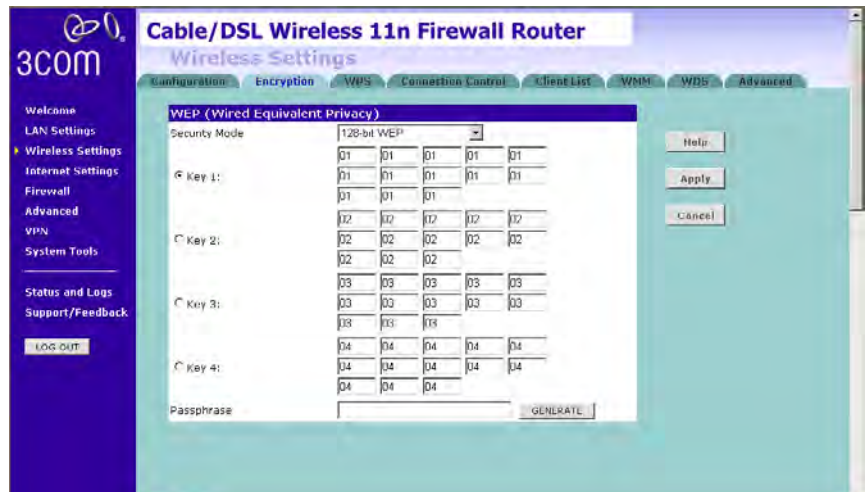 3com
Cable/DSL Wireless 11n Firewall Router
Wireless Settings
Configuration Encryption WPS Connection Control Client List WMM WDS Advanced
Welcome
LAN Settings
Wireless Settings
Internet Settings
Firewall
Advanced
VPN
System Tools
Status and Logs
Support/Feedback
LOG OUT
WEP (Wired Equivalent Privacy)
Security Mode 128-bit WEP
Key 1:
01 01 01 01 01
01 01 01 01 01
01 01 01
Key 2:
02 02 02 02 02
02 02 02 02 02
02 02 02
Key 3:
03 03 03 03 03
03 03 03 03 03
03 03 03
Key 4:
04 04 04 04 04
04 04 04 04 04
04 04 04
Passphrase GENERATE
Help
Apply
Cancel